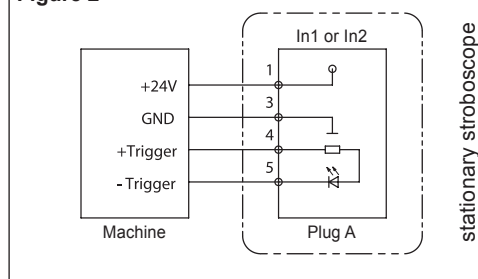 Figure 2
In1 or In2
1
+24V
3
GND
4
+Trigger
5
- Trigger
Machine
Plug A
stationary stroboscope